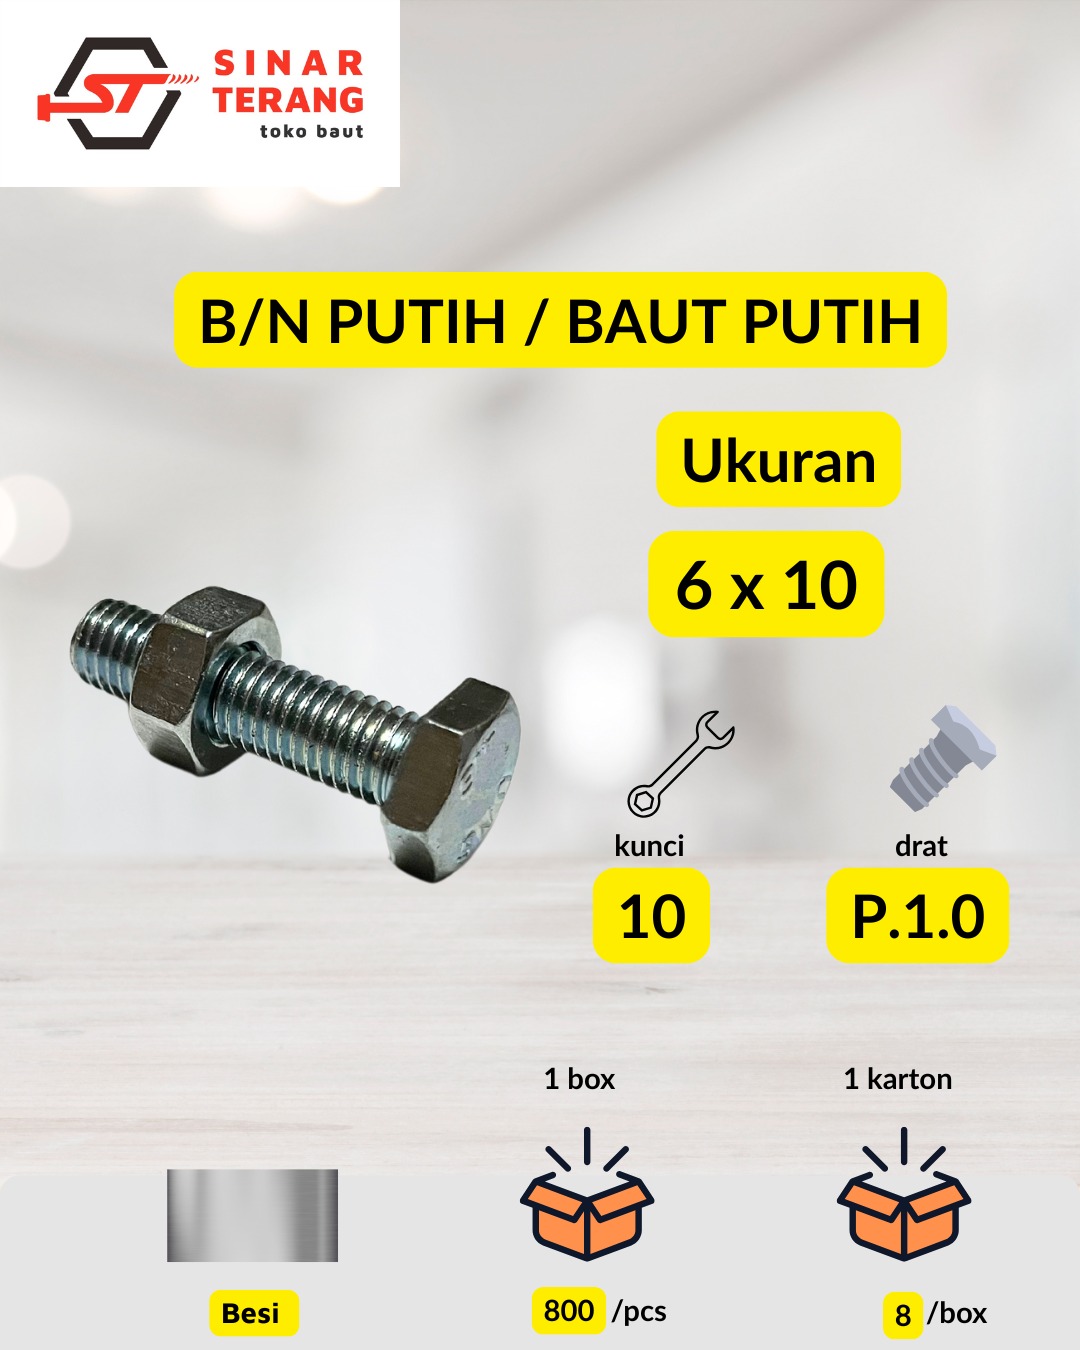 ST
SINAR
TERANG
toko baut
B/N PUTIH / BAUT PUTIH
Ukuran
6 x 10
kunci
drat
10
P.1.0
1 box
1 karton
Besi
800 /pcs
8 /box